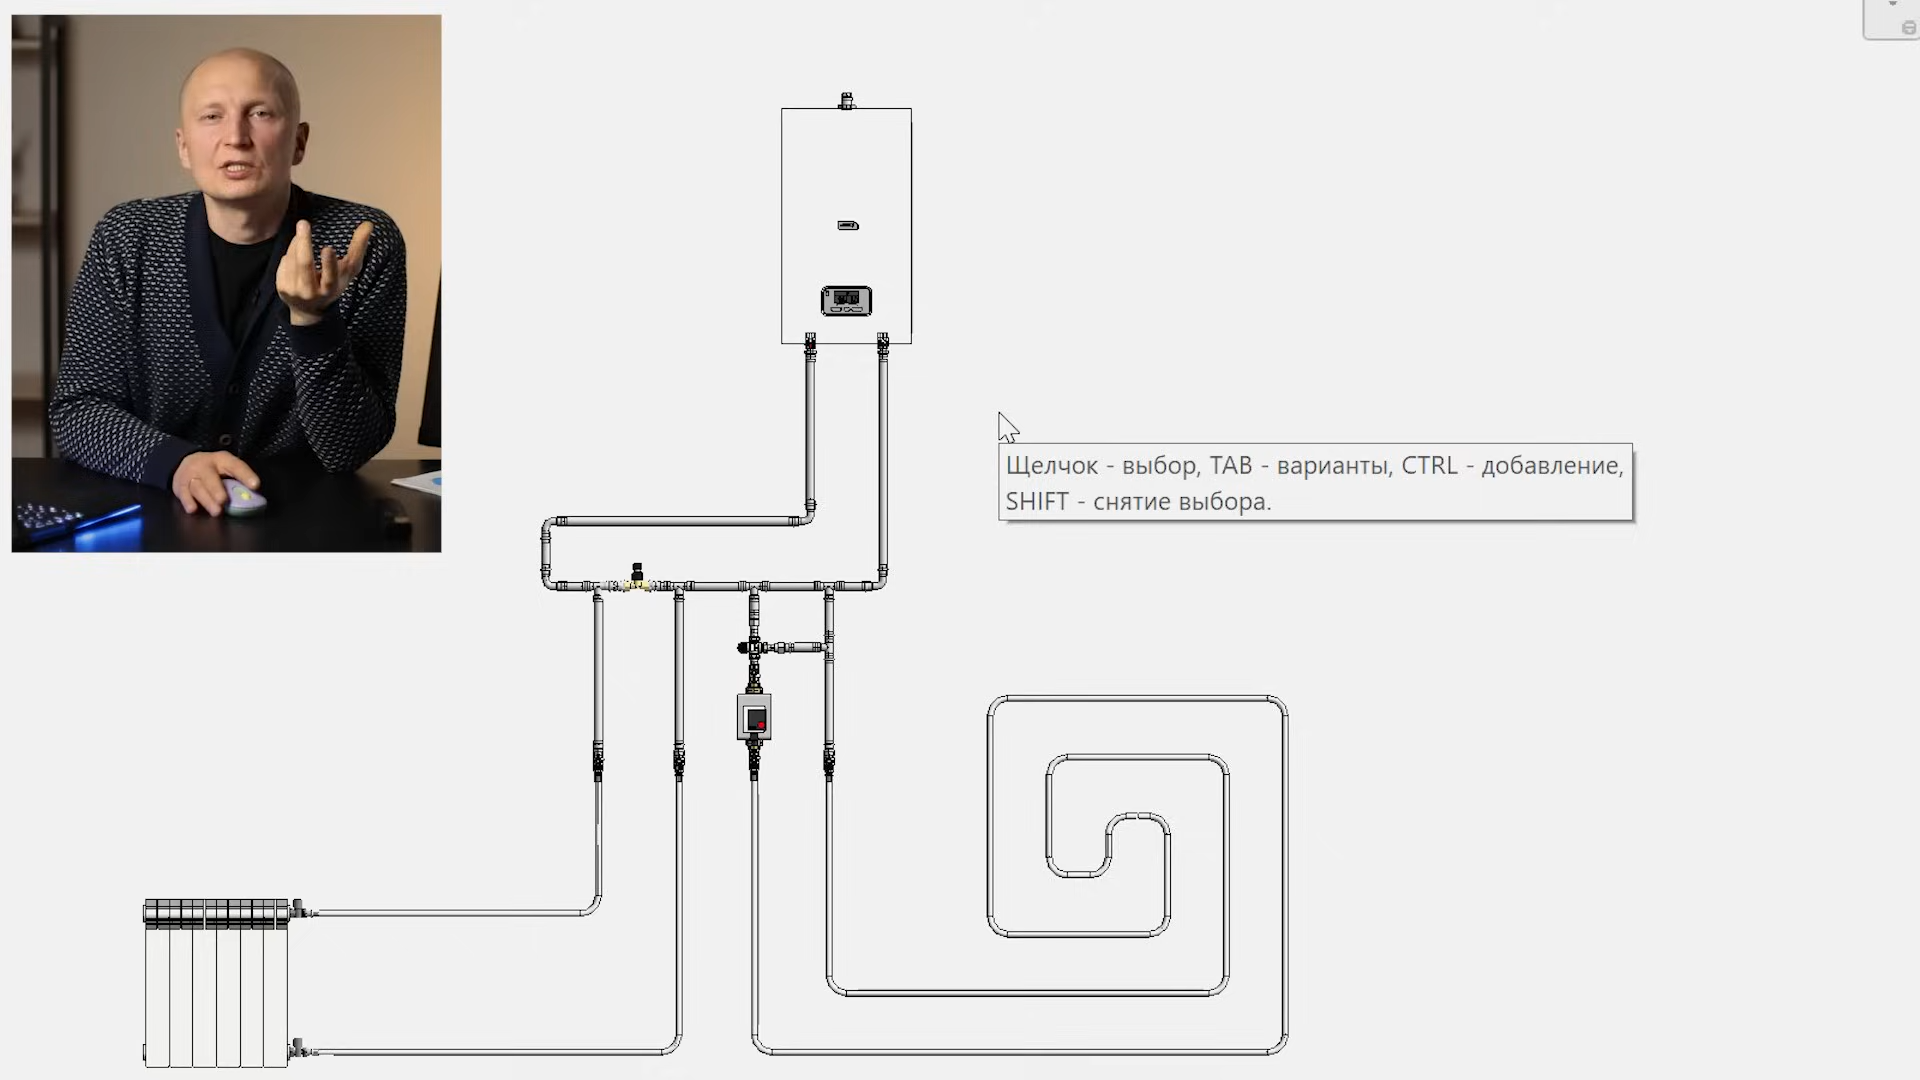 Щелчок - выбор, TAB - варианты, CTRL - добавление,
SHIFT - снятие выбора.